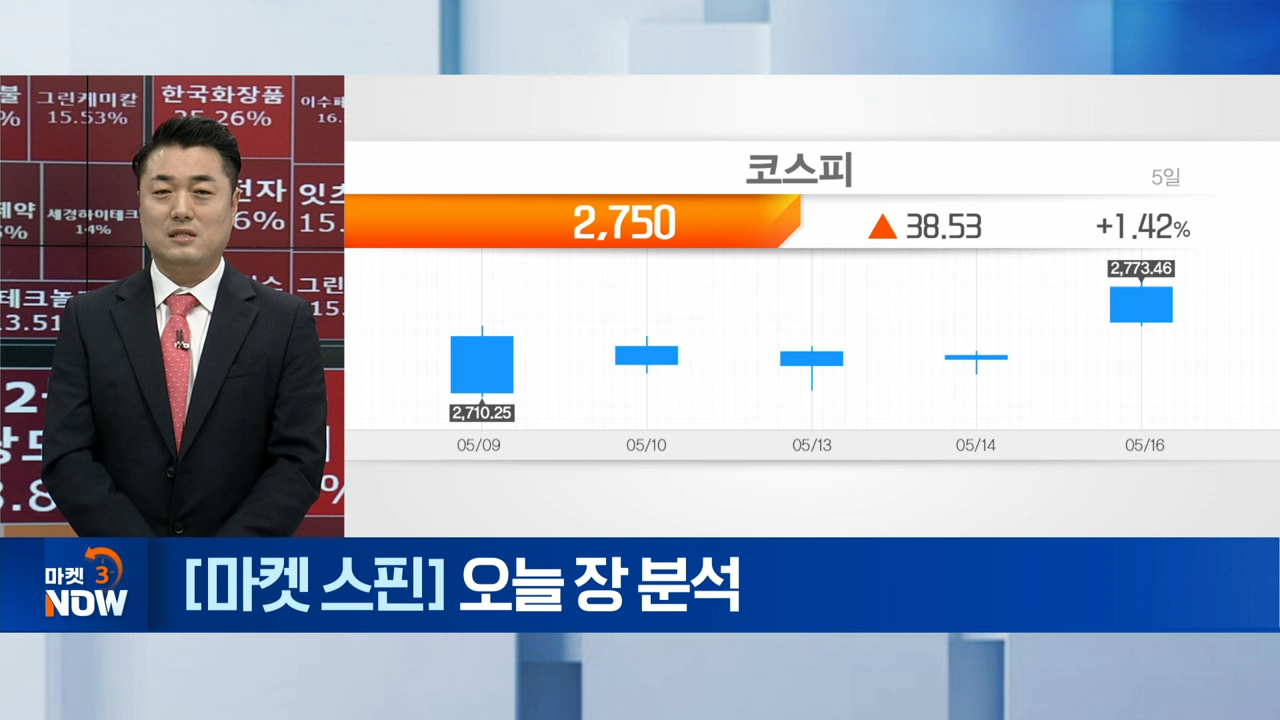 그린케미칼
15.53%
한국화장품
25.26%
세경하이테크
14%
코스피
5일
2,750
▲ 38.53
+1.42%
2,773.46
2,710.25
05/09
05/10
05/13
05/14
05/16
마켓 3
NOW
[마켓 스핀] 오늘 장 분석